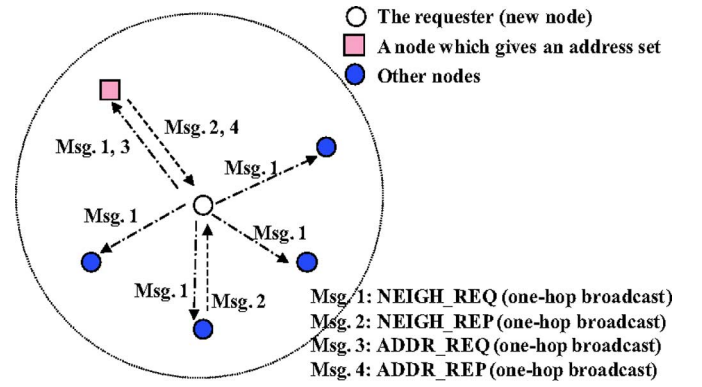 The requester (new node)
A node which gives an address set
Other nodes
Msg. 2, 4
Msg. 1, 3
Msg. 1
Msg. 1
Msg. 1
Msg. 1
Msg. 2
Msg. 1: NEIGH_REQ (one-hop broadcast)
Msg. 2: NEIGH_REP (one-hop broadcast)
Msg. 3: ADDR_REQ (one-hop broadcast)
Msg. 4: ADDR_REP (one-hop broadcast)